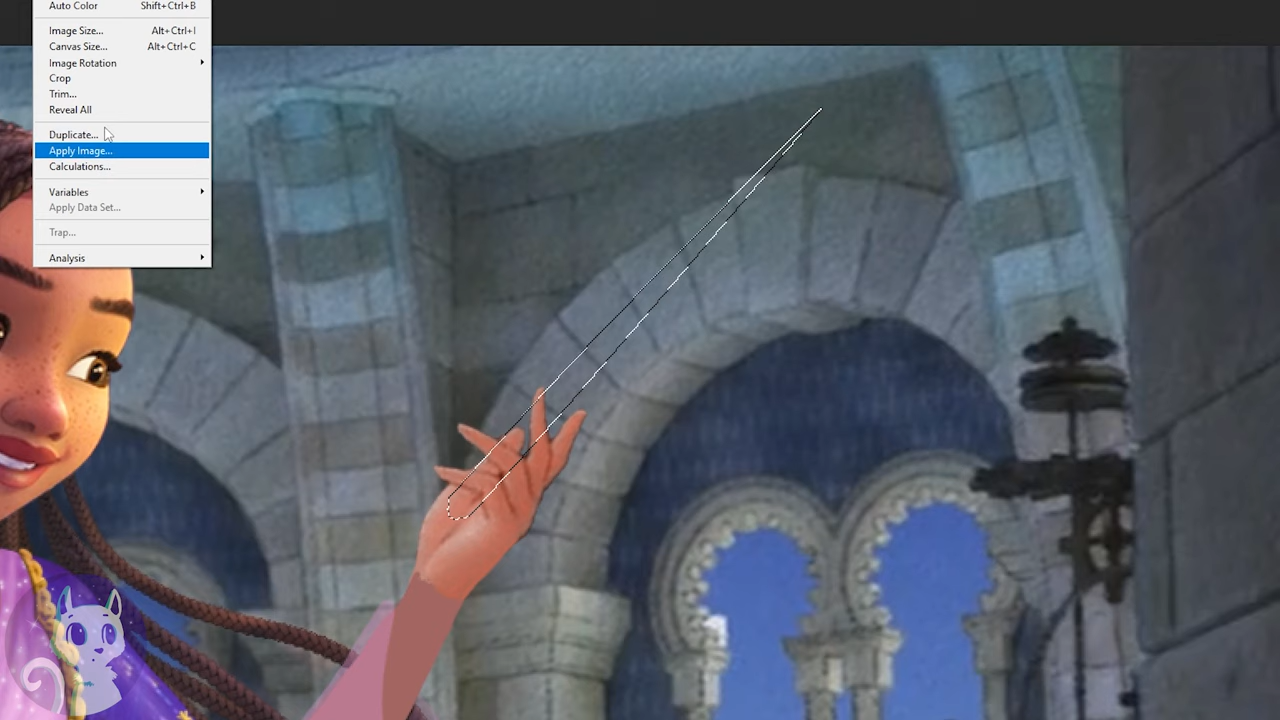 Auto Color Shift+Ctrl+B
Image Size... Alt+Ctrl+I
Canvas Size... Alt+Ctrl+C
Image Rotation
Crop
Trim...
Reveal All
Duplicate...
Apply Image...
Calculations...
Variables
Apply Data Set...
Trap...
Analysis